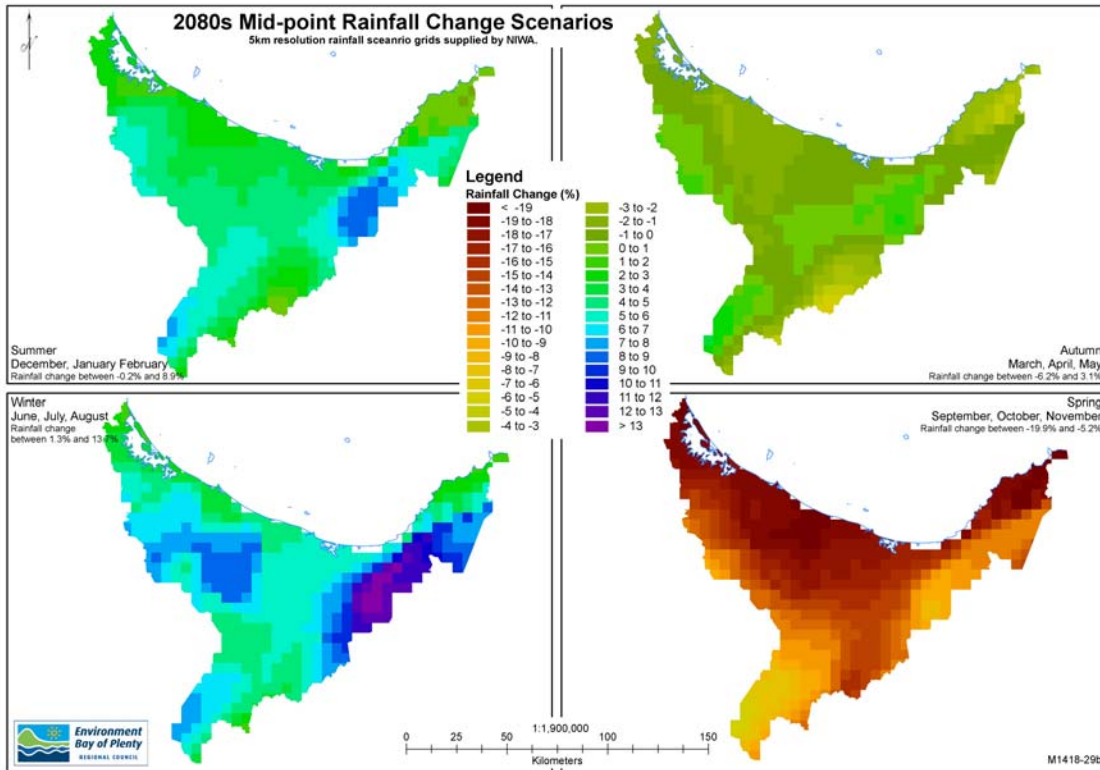 2080s Mid-point Rainfall Change Scenarios
5km resolution rainfall sceanrio grids supplied by NIWA.
N
Summer
December, January February
Rainfall change between -0.2% and 8.9%
Autumn
March, April, May
Rainfall change between -6.2% and 3.1%
Legend
Rainfall Change (%)
< -19
-19 to -18
-18 to -17
-17 to -16
-16 to -15
-15 to -14
-14 to -13
-13 to -12
-12 to -11
-11 to -10
-10 to -9
-9 to -8
-8 to -7
-7 to -6
-6 to -5
-5 to -4
-4 to -3
-3 to -2
-2 to -1
-1 to 0
0 to 1
1 to 2
2 to 3
3 to 4
4 to 5
5 to 6
6 to 7
7 to 8
8 to 9
9 to 10
10 to 11
11 to 12
12 to 13
> 13
Winter
June, July, August
Rainfall change
between 1.3% and
Spring
September, October, November
Rainfall change between -19.9% and -5.2%
Environment
Bay of Plenty
REGIONAL COUNCIL
1:1,900,000
0 25 50 100 150
Kilometers
M1418-29b